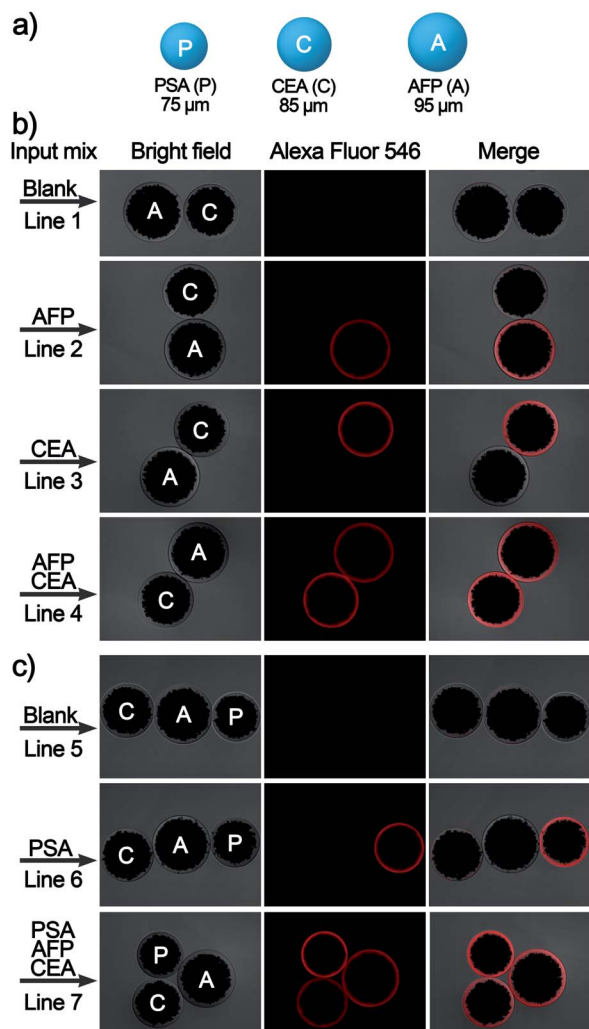 a)
P
C
A
PSA (P)
CEA (C)
AFP (A)
75 µm
85 µm
95 µm
b)
Input mix
Bright field
Alexa Fluor 546
Merge
Blank
Line 1
A
C
AFP
Line 2
C
A
CEA
Line 3
C
A
AFP
CEA
Line 4
A
C
c)
Blank
Line 5
C
A
P
PSA
Line 6
C
A
P
PSA
AFP
CEA
Line 7
P
A
C